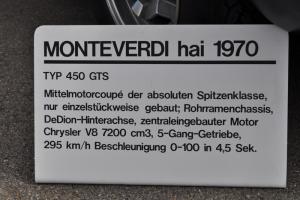 MONTEVERDI hai 1970
TYP 450 GTS
Mittelmotorcoupé der absoluten Spitzenklasse,
nur einzelstückweise gebaut; Rohrramenchassis,
DeDion-Hinterachse, zentraleingebauter Motor
Chrysler V8 7200 cm3, 5-Gang-Getriebe,
295 km/h Beschleunigung 0-100 in 4,5 Sek.